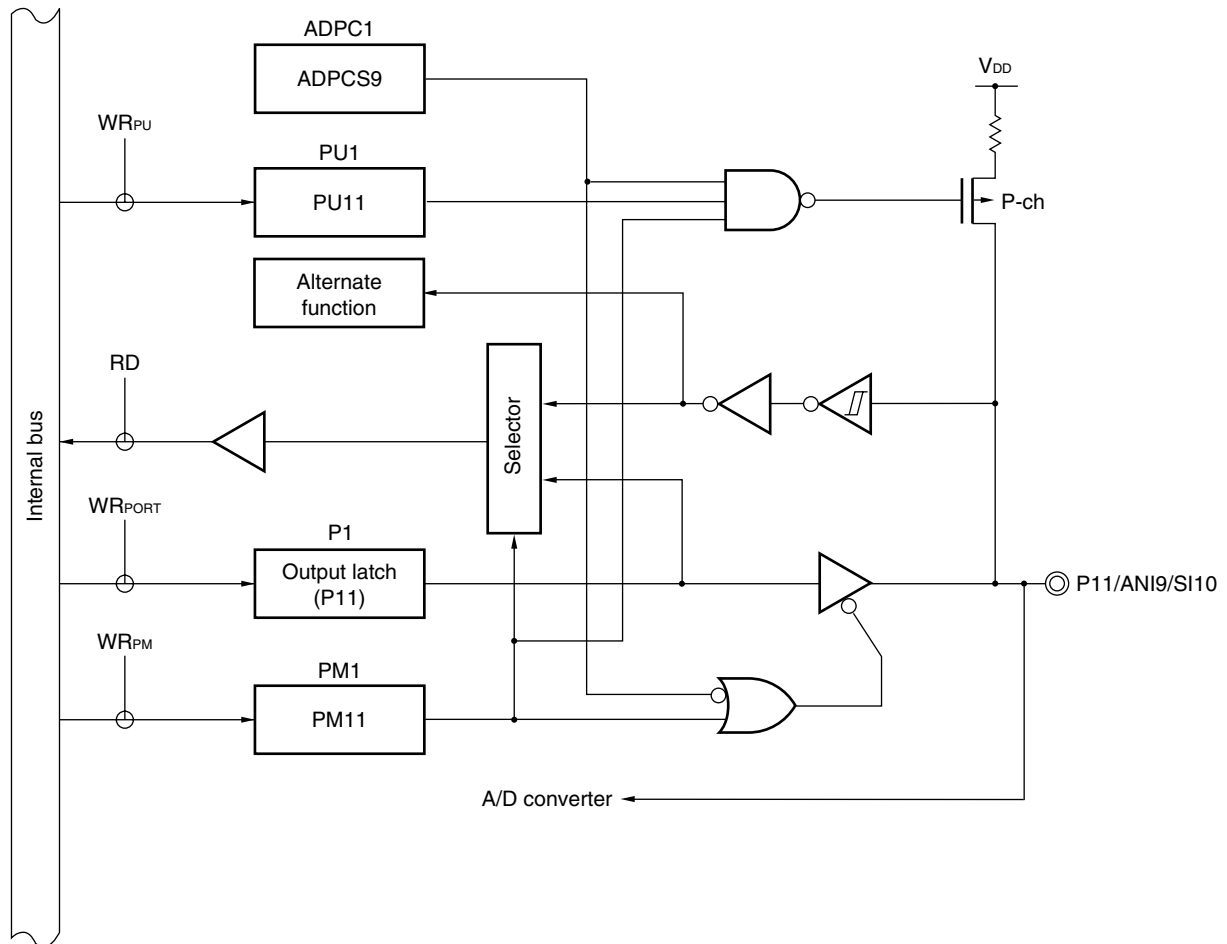 ADPC1
ADPCS9
VDD
WRPU
PU1
PU11
P-ch
Alternate
function
RD
Selector
Internal bus
WRPORT
P1
Output latch
(P11)
P11/ANI9/SI10
WRPM
PM1
PM11
A/D converter